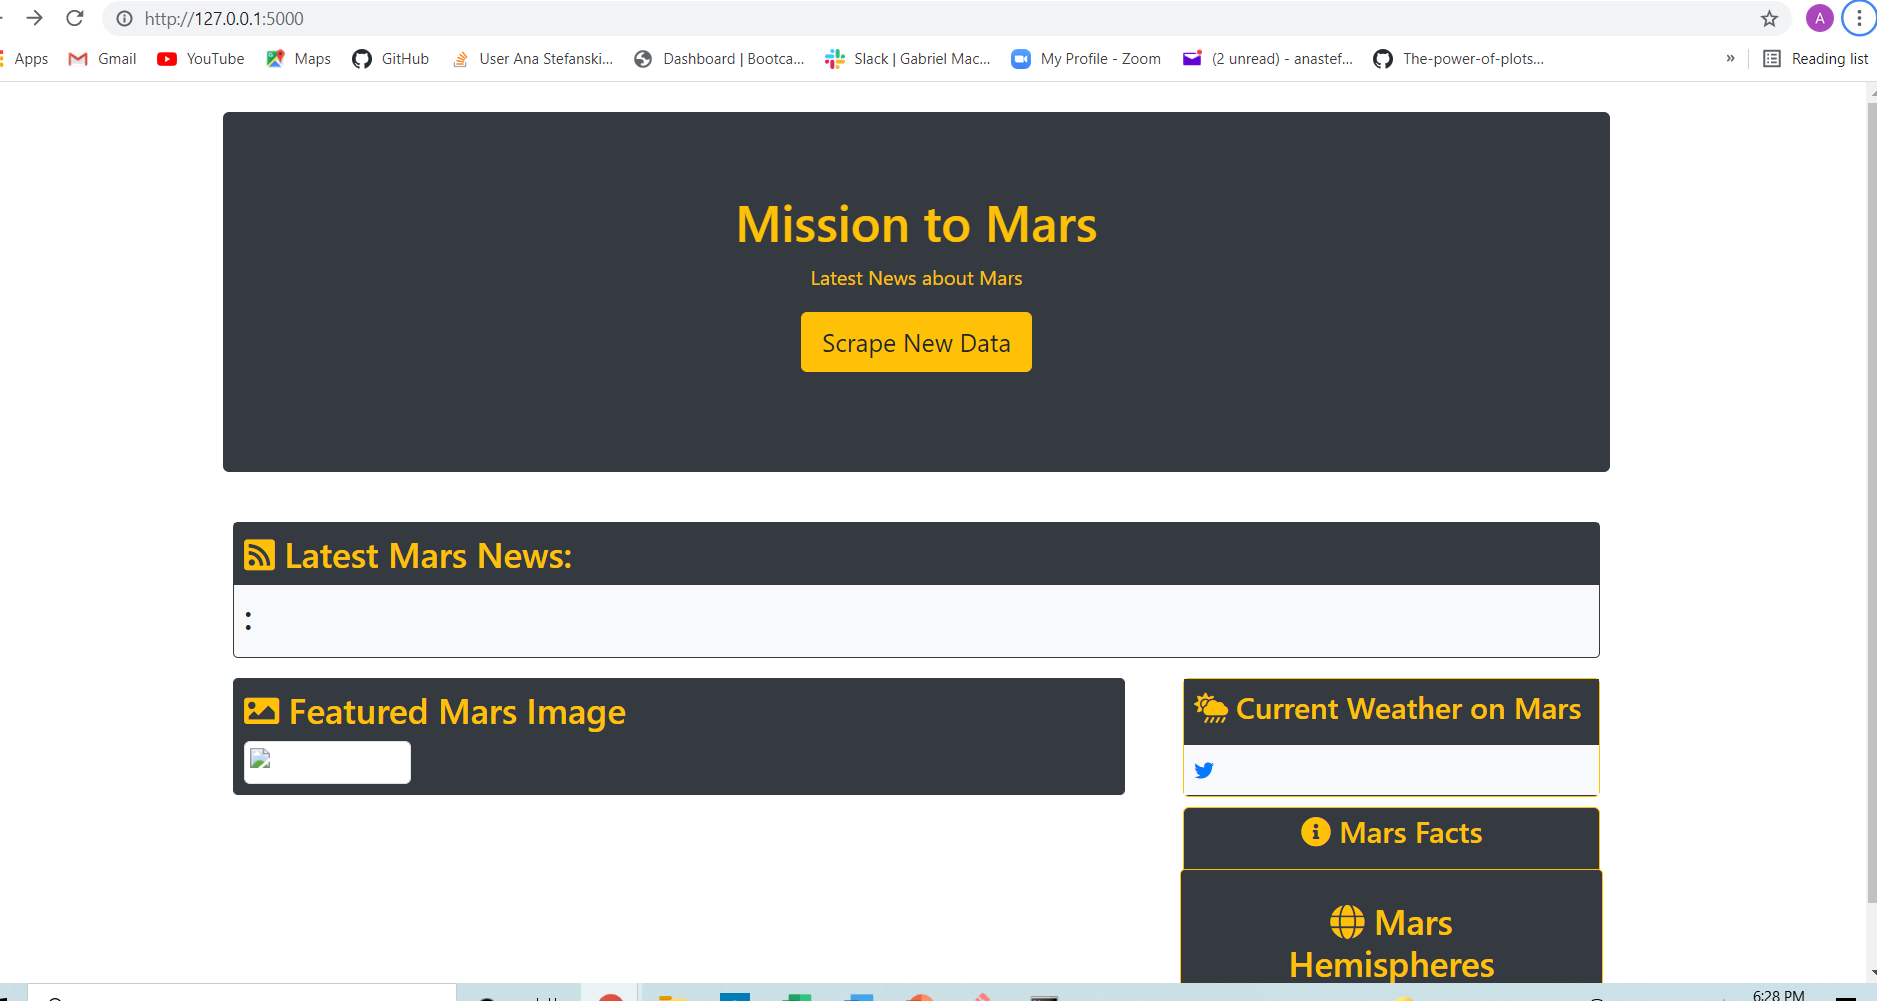 http://127.0.0.1:5000
A
Apps Gmail YouTube Maps GitHub User Ana Stefanski... Dashboard | Bootca... Slack | Gabriel Mac... My Profile - Zoom (2 unread) - anastef... The-power-of-plots... » Reading list
Mission to Mars
Latest News about Mars
Scrape New Data
Latest Mars News:
:
Featured Mars Image
Current Weather on Mars
Mars Facts
Mars
Hemispheres
6:28 PM